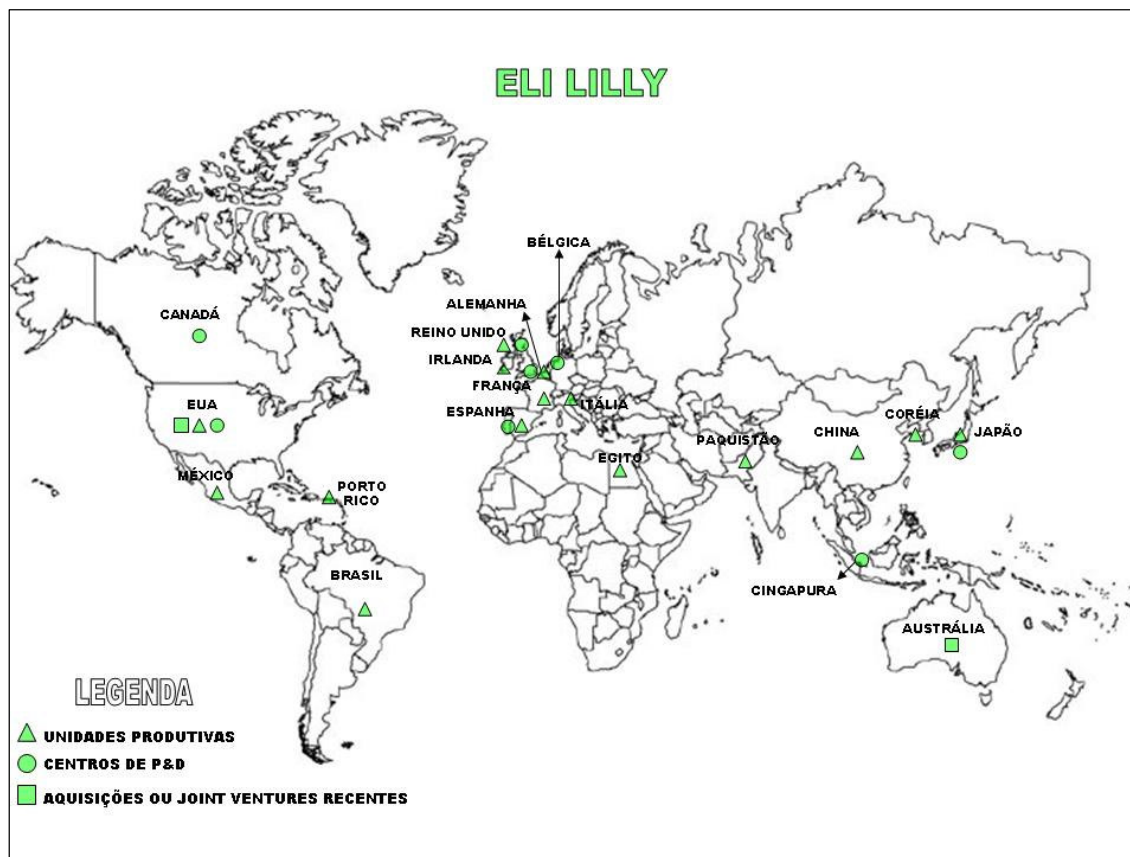 ELI LILLY
BÉLGICA
ALEMANHA
CANADÁ
REINO UNIDO
IRLANDA
FRANÇA
EUA
ESPANHA
ITÁLIA
CORÉIA
PAQUISTÃO
CHINA
JAPÃO
EGITO
MÉXICO
PORTO
RICO
BRASIL
CINGAPURA
AUSTRÁLIA
LEGENDA
UNIDADES PRODUTIVAS
CENTROS DE P&D
AQUISIÇÕES OU JOINT VENTURES RECENTES